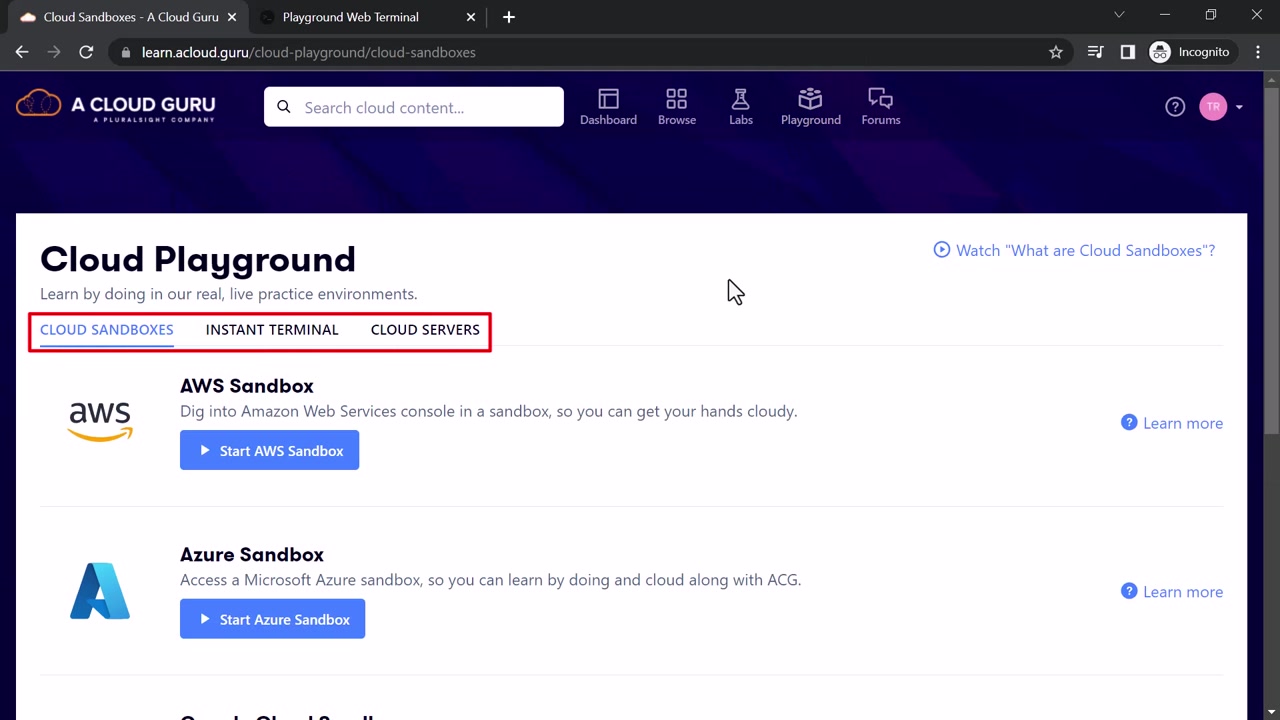 Cloud Sandboxes - A Cloud Guru
Playground Web Terminal
learn.acloud.guru/cloud-playground/cloud-sandboxes
Incognito
A CLOUD GURU
A PLURALSIGHT COMPANY
Search cloud content...
Dashboard
Browse
Labs
Playground
Forums
TR
Cloud Playground
Watch "What are Cloud Sandboxes"?
Learn by doing in our real, live practice environments.
CLOUD SANDBOXES
INSTANT TERMINAL
CLOUD SERVERS
aws
AWS Sandbox
Dig into Amazon Web Services console in a sandbox, so you can get your hands cloudy.
Learn more
Start AWS Sandbox
Azure Sandbox
Access a Microsoft Azure sandbox, so you can learn by doing and cloud along with ACG.
Learn more
Start Azure Sandbox